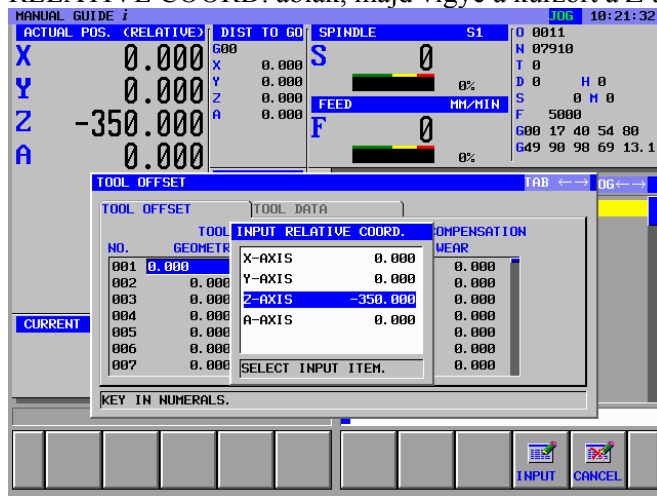 RELATIVE COORD. ablak, majd vigye a kurzort a Z t
MANUAL GUIDE i JOG 10:21:32
ACTUAL POS. (RELATIVE) DIST TO GO SPINDLE S1 O 0011
X 0.000 G00 S 0 N 07910
X 0.000 T 0
Y 0.000 Y 0.000 0% D 0 H 0
Z 0.000 FEED MM/MIN S 0 M 0
Z -350.000 A 0.000 F 0 F 5000
G00 17 40 54 80
A 0.000 0% G49 90 98 69 13.1
TOOL OFFSET TAB ←→ OG←→
TOOL OFFSET TOOL DATA
TOOL INPUT RELATIVE COORD. OMPENSATION
NO. GEOMETR WEAR
001 0.000 X-AXIS 0.000 0.000
002 0.000 Y-AXIS 0.000 0.000
003 0.000 Z-AXIS -350.000 0.000
004 0.000 A-AXIS 0.000 0.000
CURRENT 005 0.000 0.000
006 0.000 0.000
007 0.000 SELECT INPUT ITEM. 0.000
KEY IN NUMERALS.
INPUT CANCEL